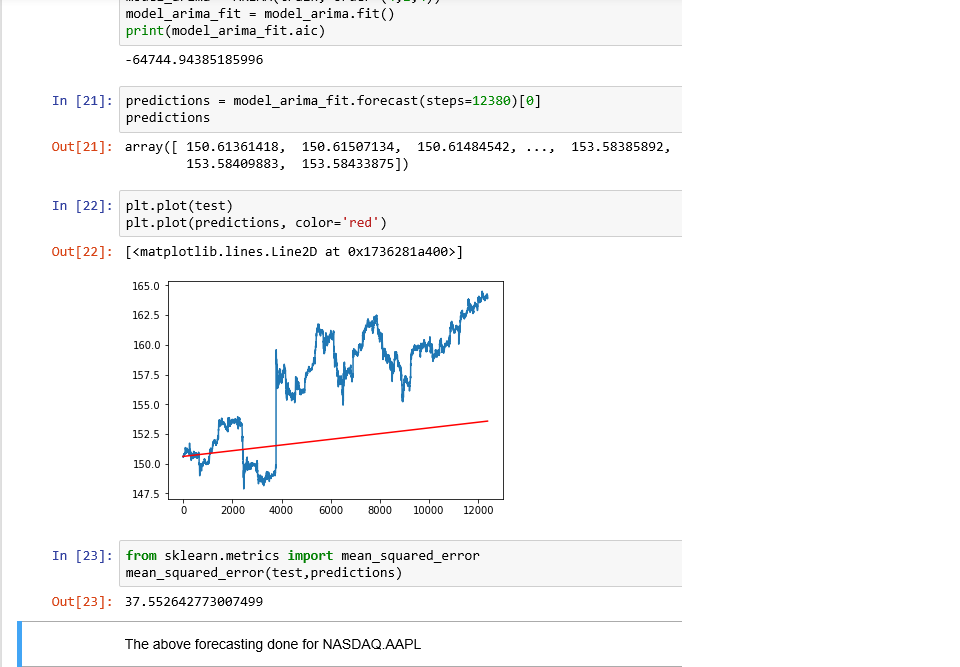 model_arima_fit = model_arima.fit()
print(model_arima_fit.aic)
-64744.94385185996
In [21]: predictions = model_arima_fit.forecast(steps=12380)[0]
predictions
Out[21]: array([ 150.61361418, 150.61507134, 150.61484542, ..., 153.58385892,
153.58409883, 153.58433875])
In [22]: plt.plot(test)
plt.plot(predictions, color='red')
Out[22]: [<matplotlib.lines.Line2D at 0x1736281a400>]
165.0
162.5
160.0
157.5
155.0
152.5
150.0
147.5
0 2000 4000 6000 8000 10000 12000
In [23]: from sklearn.metrics import mean_squared_error
mean_squared_error(test,predictions)
Out[23]: 37.552642773007499
The above forecasting done for NASDAQ.AAPL